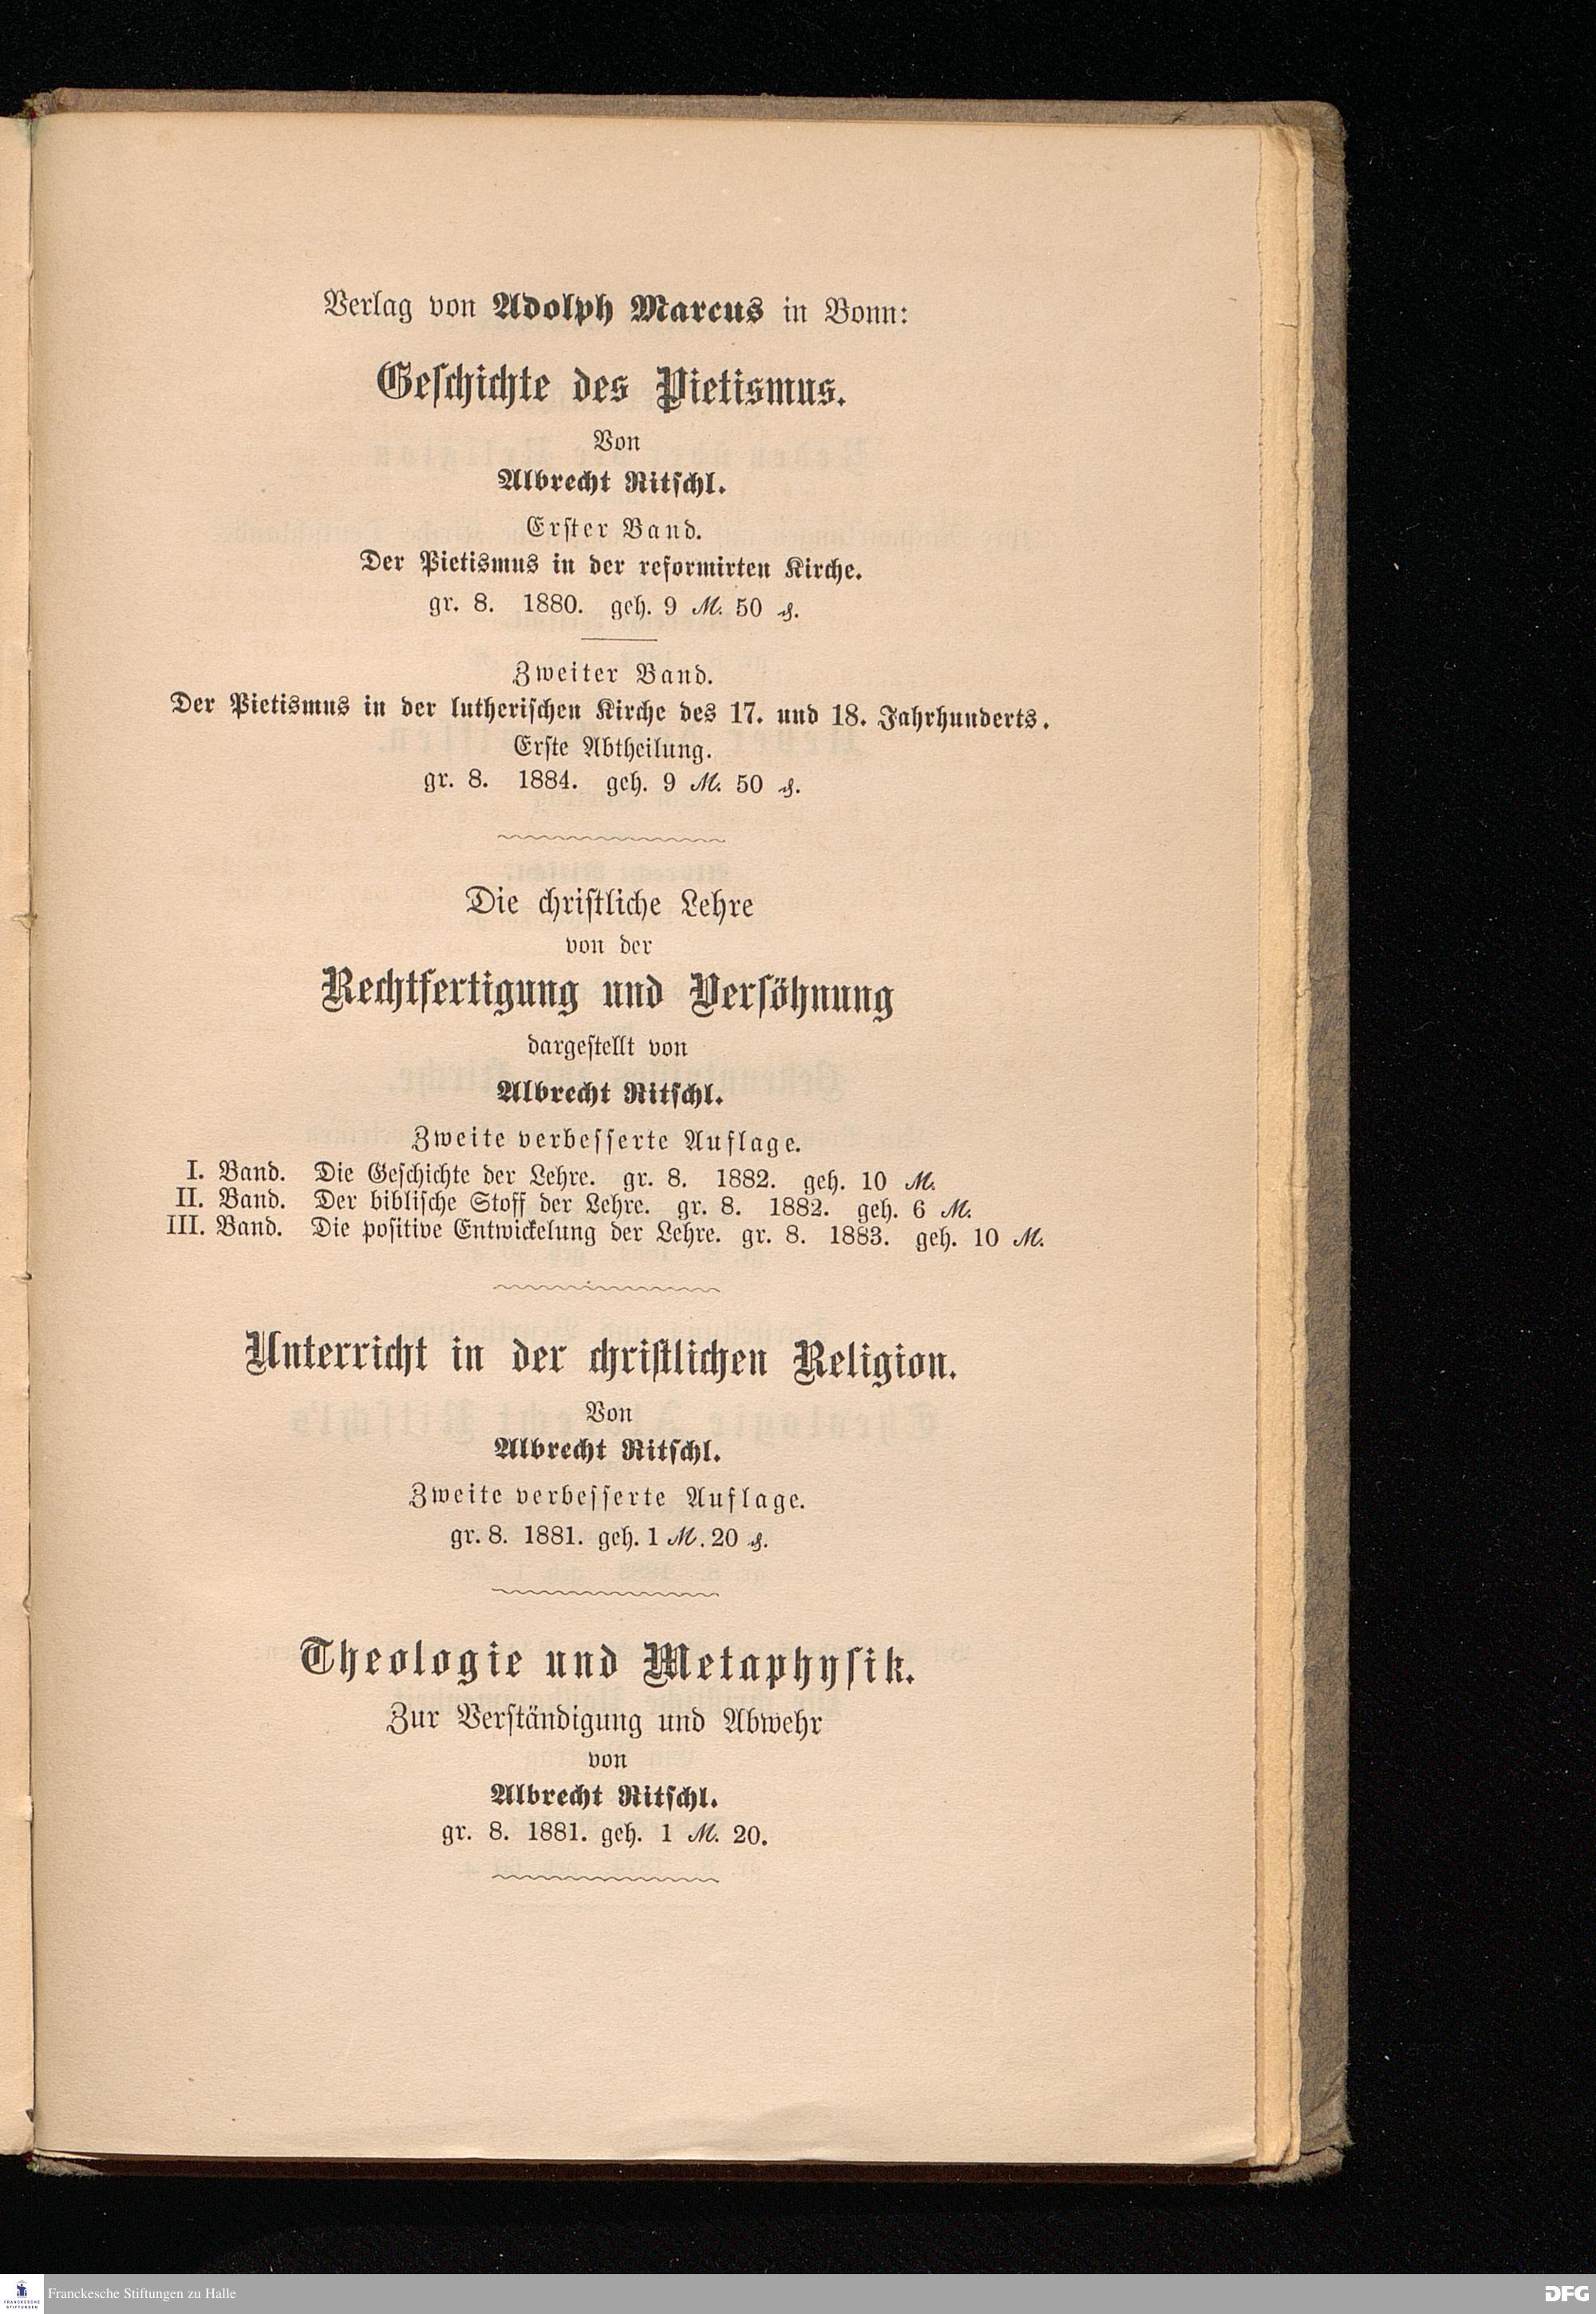 Verlag von Adolph Marcus in Bonn:
Geſchichte des Pietismus.
Von
Albrecht Ritſchl.
Erſter Band.
Der Pietismus in der reformirten Kirche.
gr. 8. 1880. geh. 9 ℳ. 50 ₰.
Zweiter Band.
Der Pietismus in der lutheriſchen Kirche des 17. und 18. Jahrhunderts.
Erſte Abtheilung.
gr. 8. 1884. geh. 9 ℳ. 50 ₰.
Die chriſtliche Lehre
von der
Rechtfertigung und Verſöhnung
dargeſtellt von
Albrecht Ritſchl.
Zweite verbeſſerte Auflage.
I. Band. Die Geſchichte der Lehre. gr. 8. 1882. geh. 10 ℳ.
II. Band. Der bibliſche Stoff der Lehre. gr. 8. 1882. geh. 6 ℳ.
III. Band. Die poſitive Entwickelung der Lehre. gr. 8. 1883. geh. 10 ℳ.
Unterricht in der chriſtlichen Religion.
Von
Albrecht Ritſchl.
Zweite verbeſſerte Auflage.
gr. 8. 1881. geh. 1 ℳ. 20 ₰.
Theologie und Metaphyſik.
Zur Verſtändigung und Abwehr
von
Albrecht Ritſchl.
gr. 8. 1881. geh. 1 ℳ. 20.
FRANCKESCHE
STIFTUNGEN
Franckesche Stiftungen zu Halle
DFG